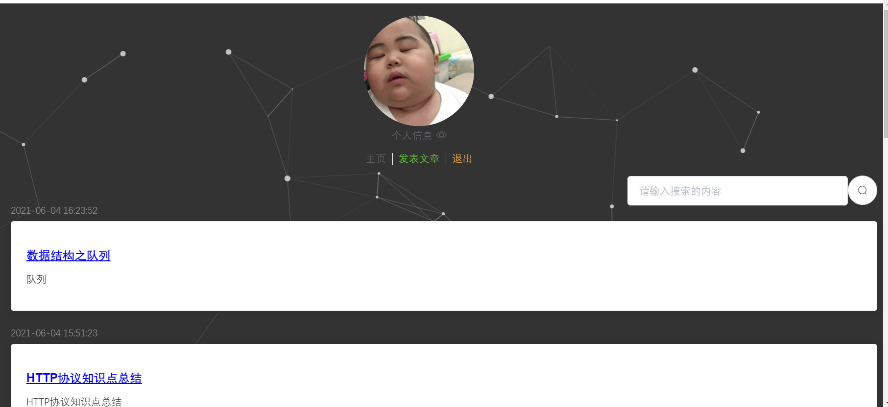 个人信息
主页 发表文章 退出
请输入搜索的内容
2021-06-04 16:23:52
数据结构之队列
队列
2021-06-04 15:51:23
HTTP协议知识点总结
HTTP协议知识点总结